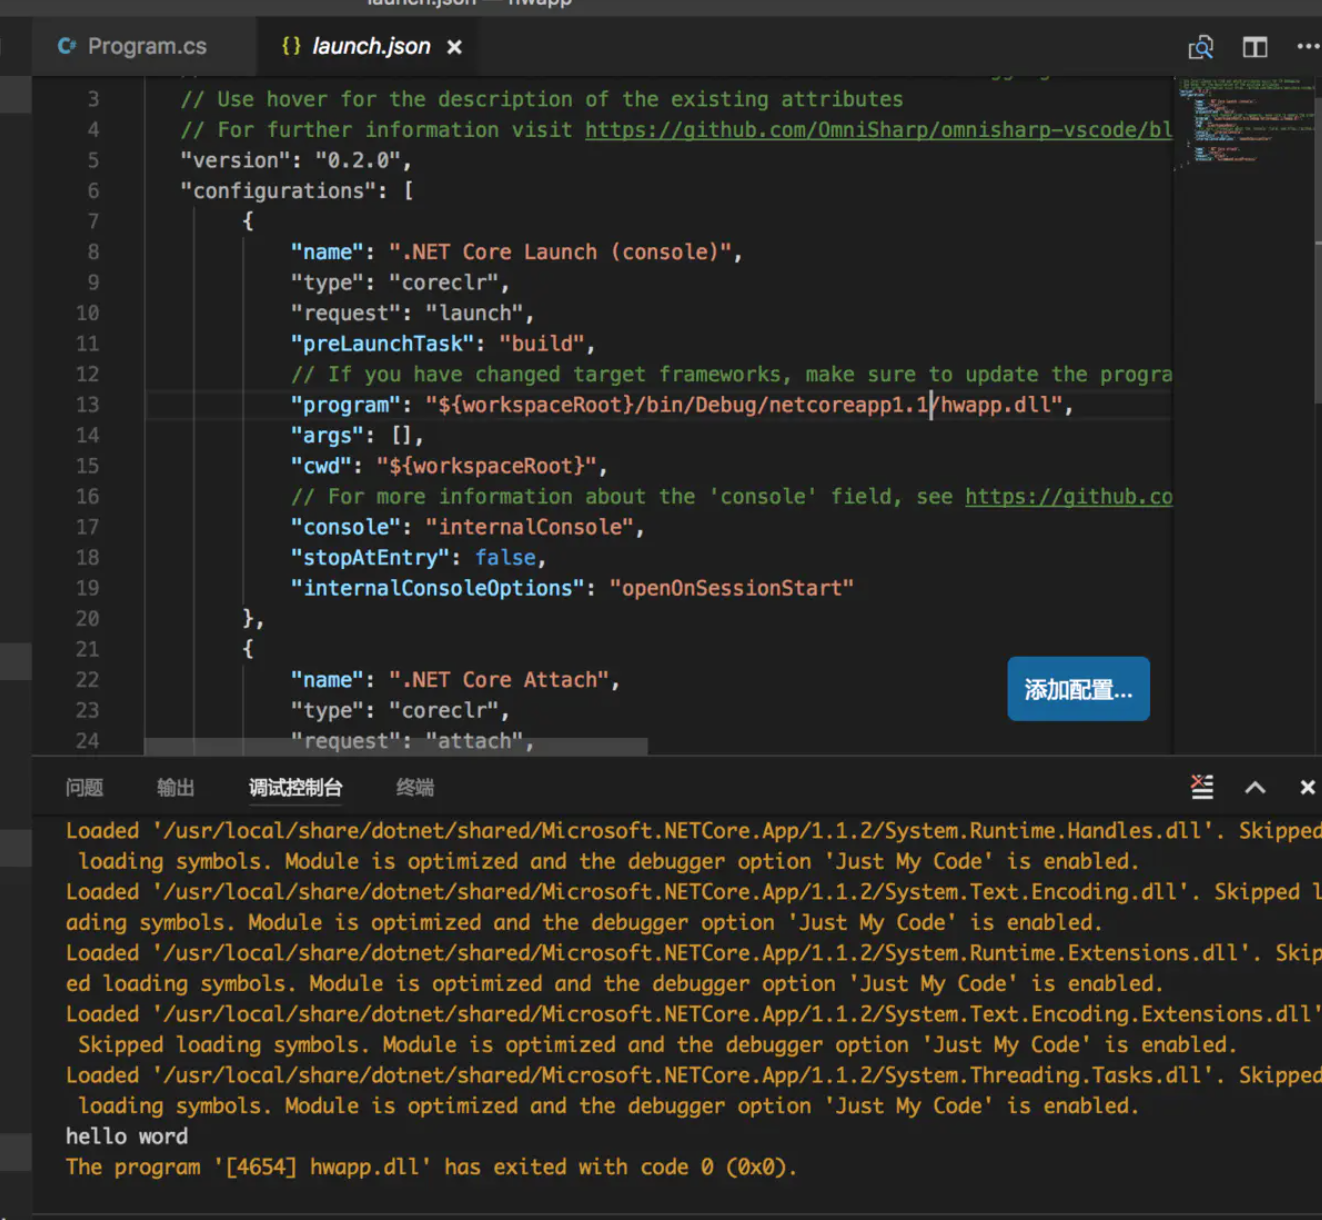 launch.json — hwapp
Program.cs
{} launch.json ×
3 // Use hover for the description of the existing attributes
4 // For further information visit https://github.com/OmniSharp/omnisharp-vscode/bl
5 "version": "0.2.0",
6 "configurations": [
7 {
8 "name": ".NET Core Launch (console)",
9 "type": "coreclr",
10 "request": "launch",
11 "preLaunchTask": "build",
12 // If you have changed target frameworks, make sure to update the progra
13 "program": "${workspaceRoot}/bin/Debug/netcoreapp1.1/hwapp.dll",
14 "args": [],
15 "cwd": "${workspaceRoot}",
16 // For more information about the 'console' field, see https://github.co
17 "console": "internalConsole",
18 "stopAtEntry": false,
19 "internalConsoleOptions": "openOnSessionStart"
20 },
21 {
22 "name": ".NET Core Attach",
23 "type": "coreclr",
24 "request": "attach",
添加配置...
问题 输出 调试控制台 终端
Loaded '/usr/local/share/dotnet/shared/Microsoft.NETCore.App/1.1.2/System.Runtime.Handles.dll'. Skipped
loading symbols. Module is optimized and the debugger option 'Just My Code' is enabled.
Loaded '/usr/local/share/dotnet/shared/Microsoft.NETCore.App/1.1.2/System.Text.Encoding.dll'. Skipped l
ading symbols. Module is optimized and the debugger option 'Just My Code' is enabled.
Loaded '/usr/local/share/dotnet/shared/Microsoft.NETCore.App/1.1.2/System.Runtime.Extensions.dll'. Skip
ed loading symbols. Module is optimized and the debugger option 'Just My Code' is enabled.
Loaded '/usr/local/share/dotnet/shared/Microsoft.NETCore.App/1.1.2/System.Text.Encoding.Extensions.dll'
Skipped loading symbols. Module is optimized and the debugger option 'Just My Code' is enabled.
Loaded '/usr/local/share/dotnet/shared/Microsoft.NETCore.App/1.1.2/System.Threading.Tasks.dll'. Skipped
loading symbols. Module is optimized and the debugger option 'Just My Code' is enabled.
hello word
The program '[4654] hwapp.dll' has exited with code 0 (0x0).